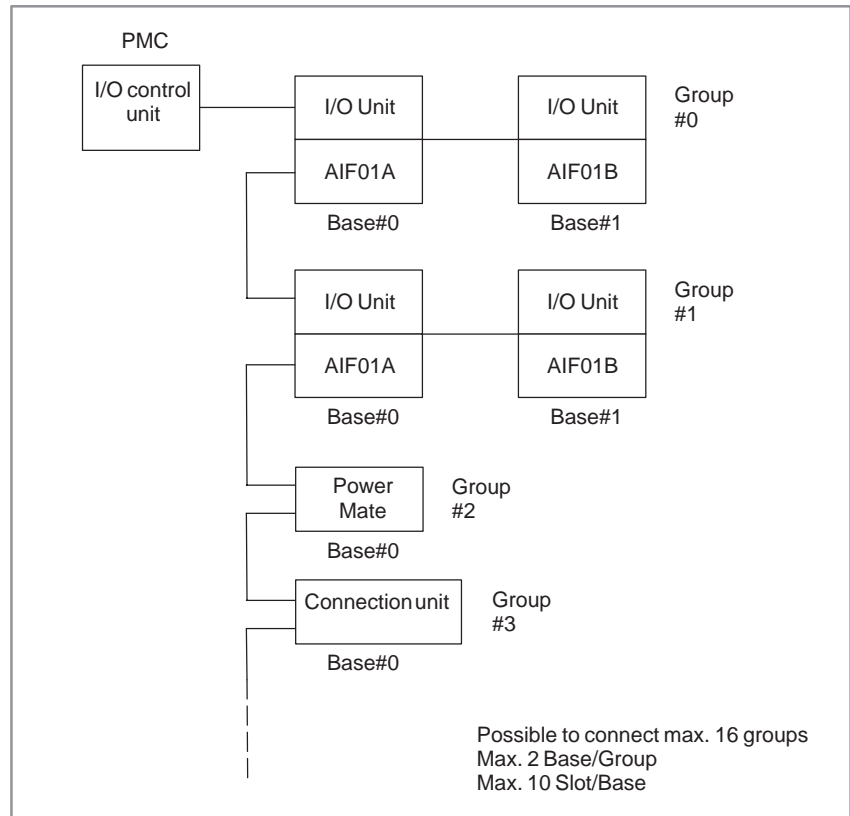 PMC
I/O control
unit
I/O Unit
I/O Unit
Group
#0
AIF01A
AIF01B
Base#0
Base#1
I/O Unit
I/O Unit
Group
#1
AIF01A
AIF01B
Base#0
Base#1
Power
Mate
Group
#2
Base#0
Connection unit
Group
#3
Base#0
Possible to connect max. 16 groups
Max. 2 Base/Group
Max. 10 Slot/Base